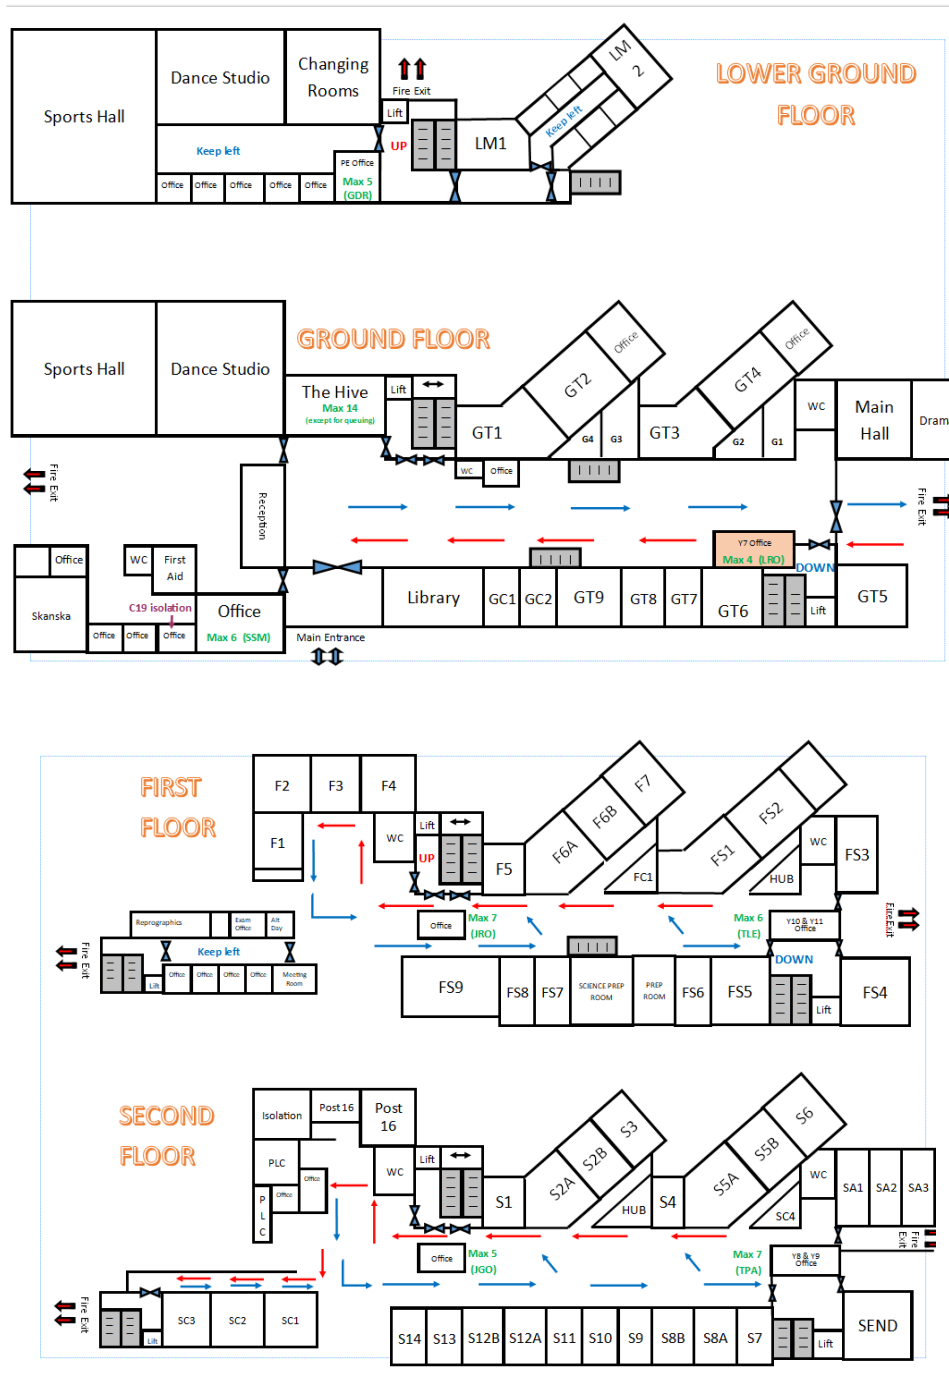 LOWER GROUND
FLOOR
Sports Hall
Dance Studio
Changing
Rooms
Fire Exit
Lift
UP
LM1
LM
2
Keep left
Keep left
PE Office
Max 5
(GDR)
Office
Office
Office
Office
Office
GROUND FLOOR
Sports Hall
Dance Studio
The Hive
Max 14
(except for queuing)
Lift
GT1
GT2
Office
G4
G3
GT3
GT4
Office
G2
G1
WC
Main
Hall
Dram
WC
Office
Fire Exit
Reception
Fire Exit
Y7 Office
Max 4 (LRO)
DOWN
Office
Skanska
WC
First
Aid
C19 isolation
Office
Office
Office
Office
Max 6 (SSM)
Main Entrance
Library
GC1
GC2
GT9
GT8
GT7
GT6
Lift
GT5
FIRST
FLOOR
F2
F3
F4
F1
WC
Lift
UP
F5
F6A
F6B
F7
FC1
FS1
FS2
HUB
WC
FS3
Office
Max 7
(JRO)
Max 6
(TLE)
Y10 & Y11
Office
Fire Exit
DOWN
Reprographics
Exam
Office
Alt
Day
Keep left
Fire Exit
Lift
Office
Office
Office
Office
Meeting
Room
FS9
FS8
FS7
SCIENCE PREP
ROOM
PREP
ROOM
FS6
FS5
Lift
FS4
SECOND
FLOOR
Isolation
Post 16
Post
16
PLC
Office
Office
P
L
C
WC
Lift
S1
S2A
S2B
S3
HUB
S4
S5A
S5B
S6
SC4
WC
SA1
SA2
SA3
Office
Max 5
(JGO)
Max 7
(TPA)
Y8 & Y9
Office
Fire
Exit
Fire Exit
Lift
SC3
SC2
SC1
S14
S13
S12B
S12A
S11
S10
S9
S8B
S8A
S7
Lift
SEND